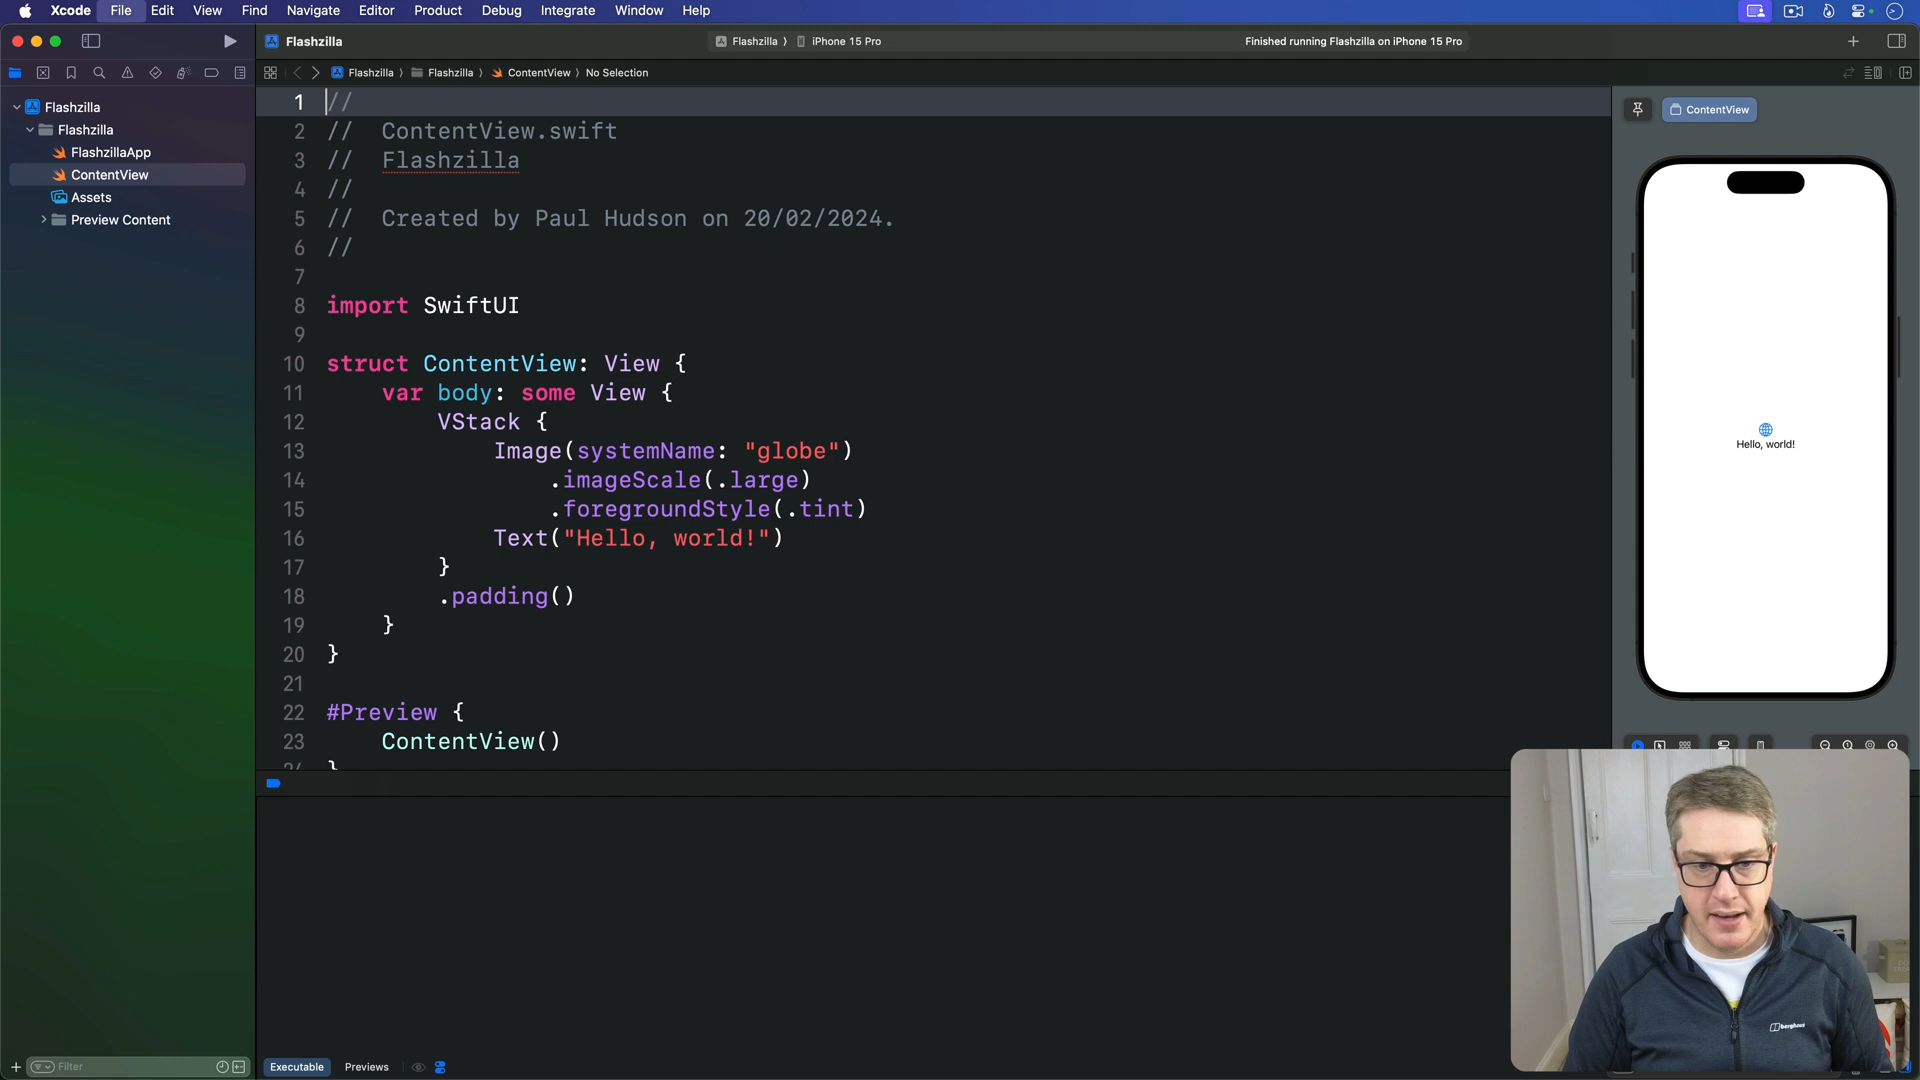 Xcode File Edit View Find Navigate Editor Product Debug Integrate Window Help
Flashzilla
Flashzilla ⟩ iPhone 15 Pro
Finished running Flashzilla on iPhone 15 Pro
Flashzilla ⟩ Flashzilla ⟩ ContentView ⟩ No Selection
Flashzilla
Flashzilla
FlashzillaApp
ContentView
Assets
Preview Content
Filter
1 //
2 //  ContentView.swift
3 //  Flashzilla
4 //
5 //  Created by Paul Hudson on 20/02/2024.
6 //
7
8 import SwiftUI
9
10 struct ContentView: View {
11     var body: some View {
12         VStack {
13             Image(systemName: "globe")
14                 .imageScale(.large)
15                 .foregroundStyle(.tint)
16             Text("Hello, world!")
17         }
18         .padding()
19     }
20 }
21
22 #Preview {
23     ContentView()
24 }
ContentView
Hello, world!
Executable Previews
berghaus